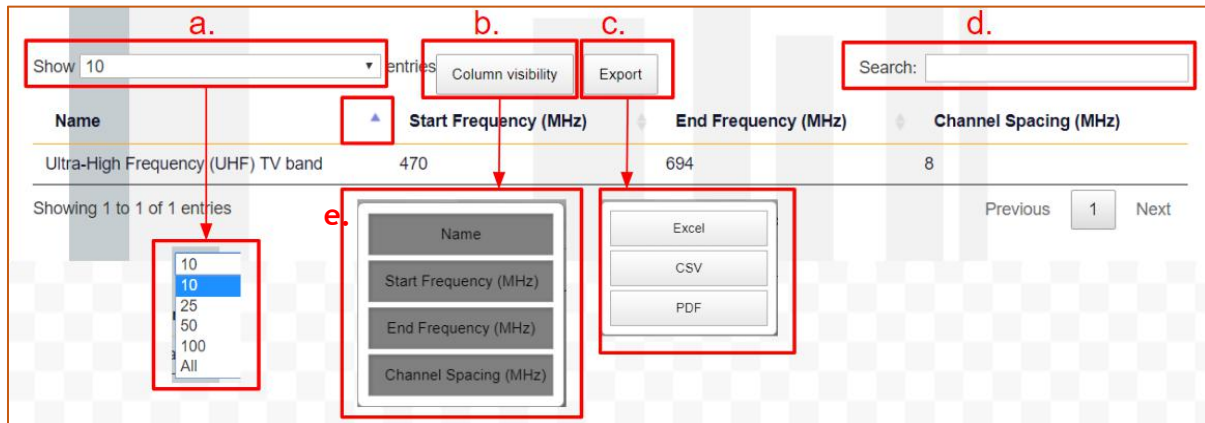 a. b. c. d.
Show 10 entries Column visibility Export Search:
Name Start Frequency (MHz) End Frequency (MHz) Channel Spacing (MHz)
Ultra-High Frequency (UHF) TV band 470 694 8
Showing 1 to 1 of 1 entries Previous 1 Next
e.
10
10
25
50
100
All
Name
Start Frequency (MHz)
End Frequency (MHz)
Channel Spacing (MHz)
Excel
CSV
PDF